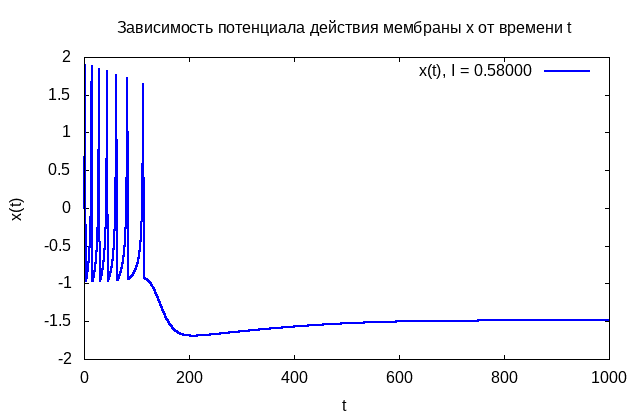 Зависимость потенциала действия мембраны x от времени t
x(t), I = 0.58000
2
1.5
1
0.5
0
-0.5
-1
-1.5
-2
x(t)
0 200 400 600 800 1000
t